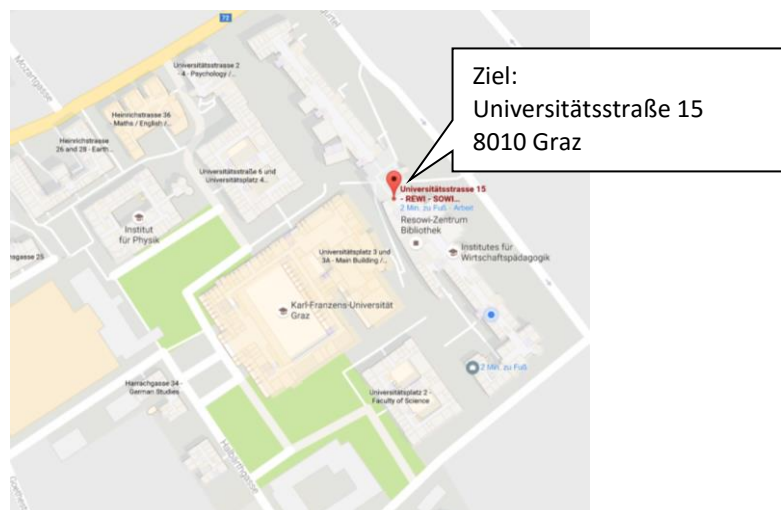 72
Mozartgasse
Universitätsstrasse 2
- 4 - Psychology /...
Heinrichstrasse 36
Maths / English /...
Heinrichstrasse
26 and 28 - Earth...
Universitätsstraße 6 und
Universitätsplatz 4...
Ziel:
Universitätsstraße 15
8010 Graz
Universitätsstrasse 15
- REWI - SOWI...
2 Min. zu Fuß - Arbeit
Resowi-Zentrum
Bibliothek
Institut
für Physik
Institutes für
Wirtschaftspädagogik
Universitätsplatz 3 und
3A - Main Building /...
Karl-Franzens-Universität
Graz
2 Min. zu Fuß
Harrachgasse 34 -
German Studies
Universitätsplatz 2 -
Faculty of Science
Halbärthgasse